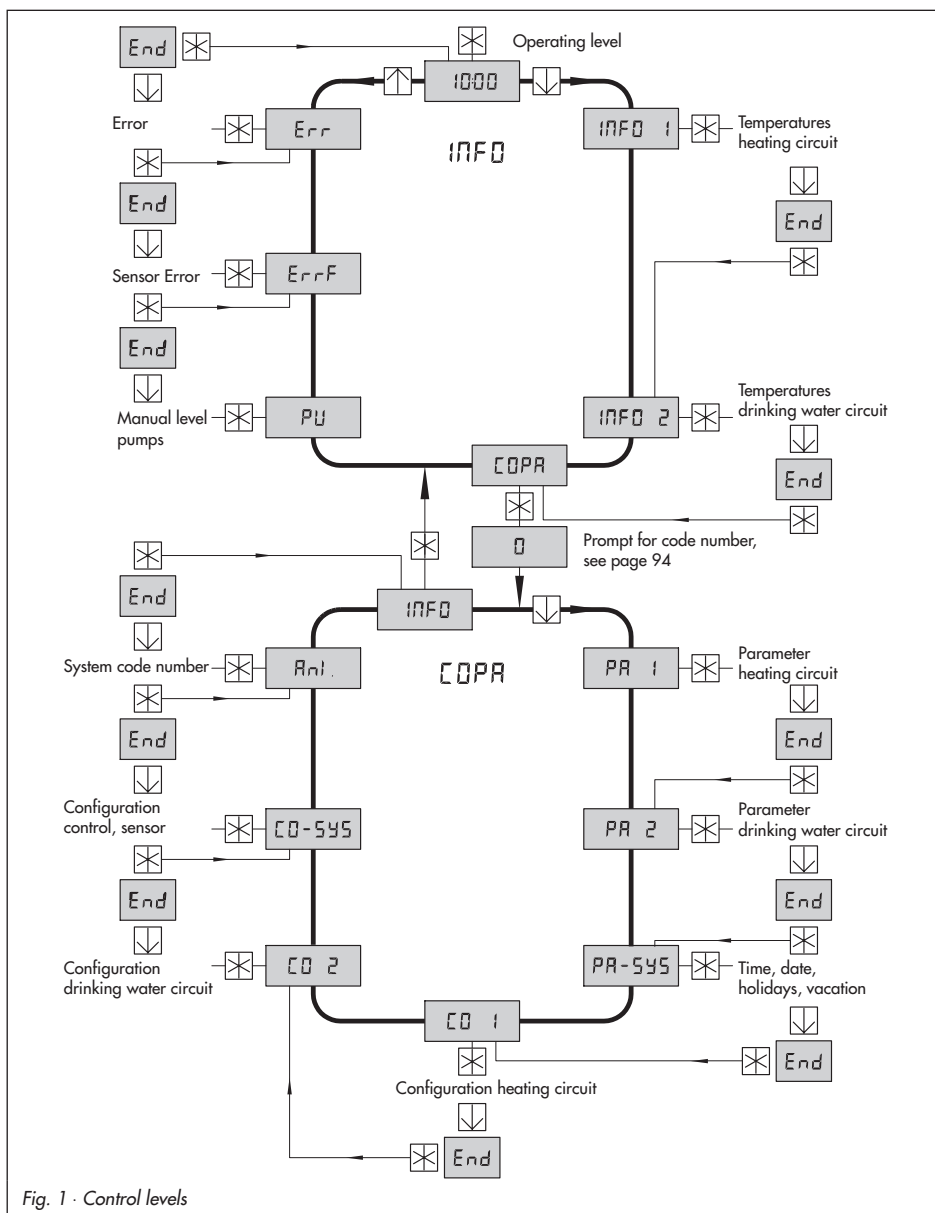 End
Operating level
10:00
Error
Err
INFO 1
Temperatures
heating circuit
INFO
End
End
Sensor Error
ErrF
End
Manual level
pumps
PU
INFO 2
Temperatures
drinking water circuit
COPA
End
0
Prompt for code number,
see page 94
End
INFO
System code number
Anl.
COPA
PA 1
Parameter
heating circuit
End
End
Configuration
control, sensor
CO-SYS
PA 2
Parameter
drinking water circuit
End
End
Configuration
drinking water circuit
CO 2
PA-SYS
Time, date,
holidays, vacation
CO 1
End
Configuration heating circuit
End
Fig. 1 · Control levels